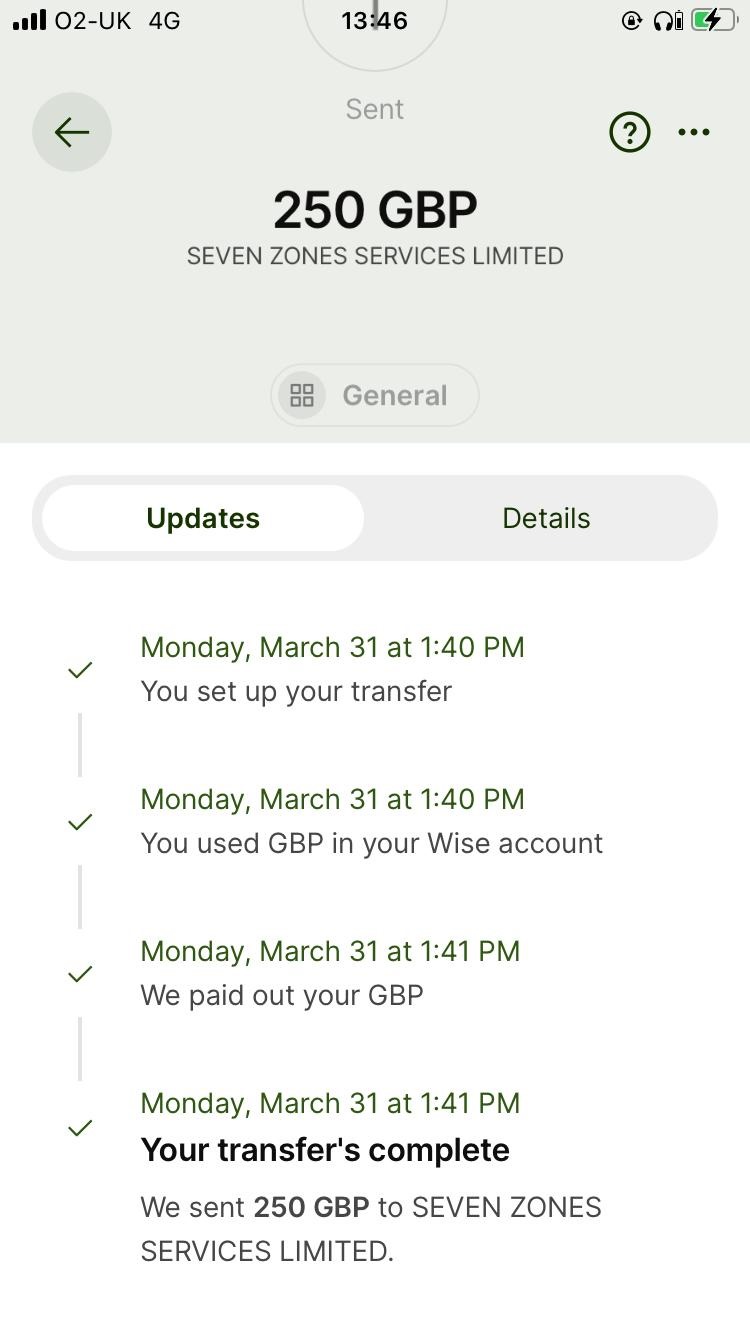 O2-UK 4G 13:46
Sent
250 GBP
SEVEN ZONES SERVICES LIMITED
General
Updates Details
Monday, March 31 at 1:40 PM
You set up your transfer
Monday, March 31 at 1:40 PM
You used GBP in your Wise account
Monday, March 31 at 1:41 PM
We paid out your GBP
Monday, March 31 at 1:41 PM
Your transfer's complete
We sent 250 GBP to SEVEN ZONES
SERVICES LIMITED.